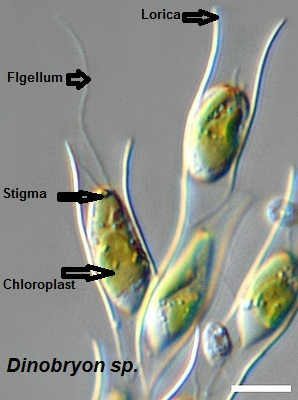 Lorica
Flgellum
Stigma
Chloroplast
Dinobryon sp.